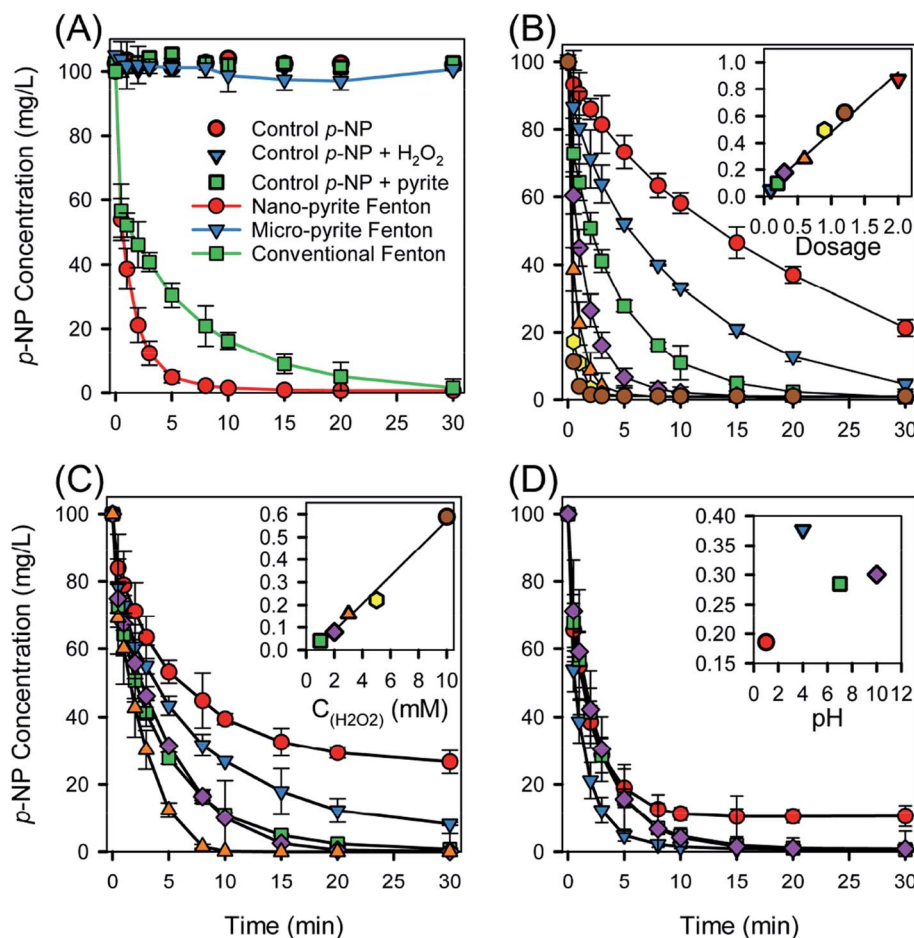 (A)
p-NP Concentration (mg/L)
100
80
60
40
20
0
Control p-NP
Control p-NP + H2O2
Control p-NP + pyrite
Nano-pyrite Fenton
Micro-pyrite Fenton
Conventional Fenton
0 5 10 15 20 30
(B)
100
80
60
40
20
0
1.0
0.8
0.6
0.4
0.2
0.0
0.0 0.5 1.0 1.5 2.0
Dosage
0 5 10 15 20 30
(C)
p-NP Concentration (mg/L)
100
80
60
40
20
0
0.6
0.5
0.4
0.3
0.2
0.1
0.0
0 2 4 6 8 10
C(H2O2) (mM)
0 5 10 15 20 30
Time (min)
(D)
100
80
60
40
20
0
0.40
0.35
0.30
0.25
0.20
0.15
0 2 4 6 8 10 12
pH
0 5 10 15 20 30
Time (min)